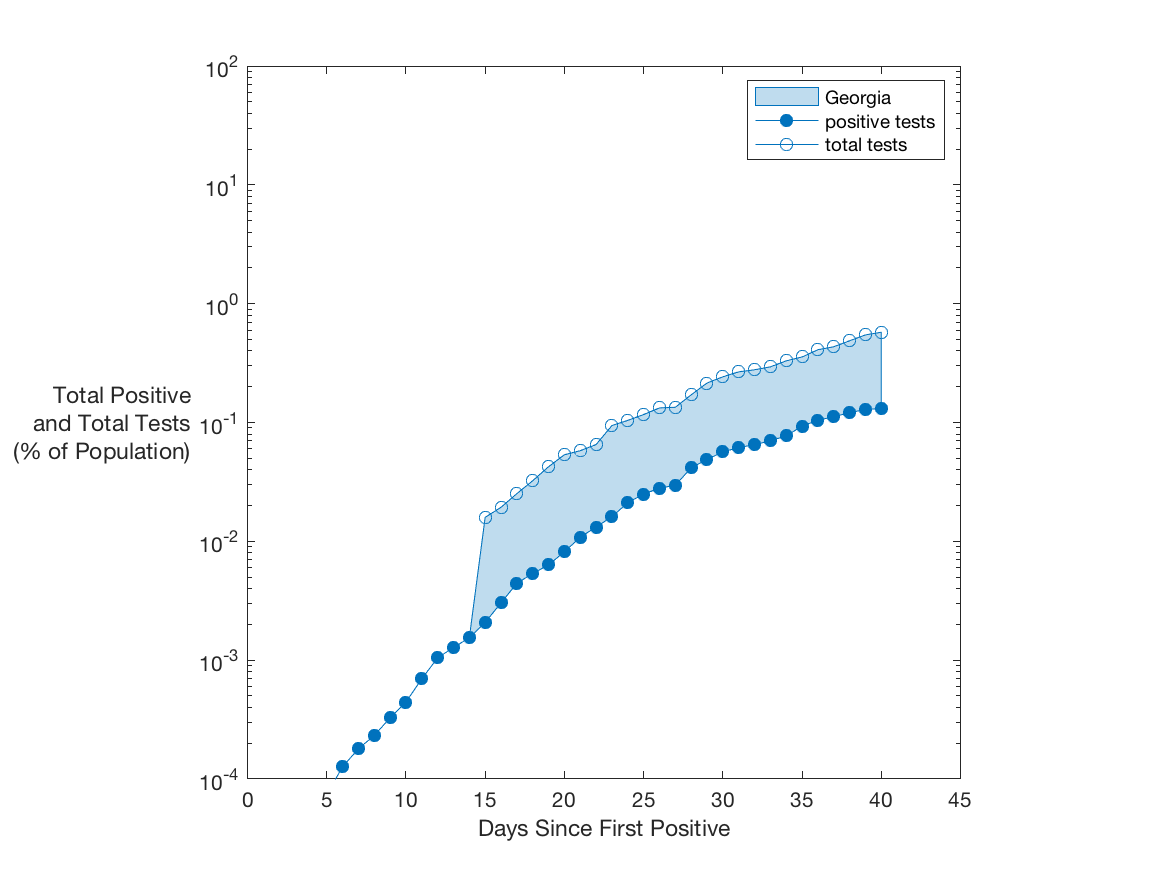 10^2
10^1
10^0
10^-1
10^-2
10^-3
10^-4
Total Positive
and Total Tests
(% of Population)
Georgia
positive tests
total tests
0 5 10 15 20 25 30 35 40 45
Days Since First Positive